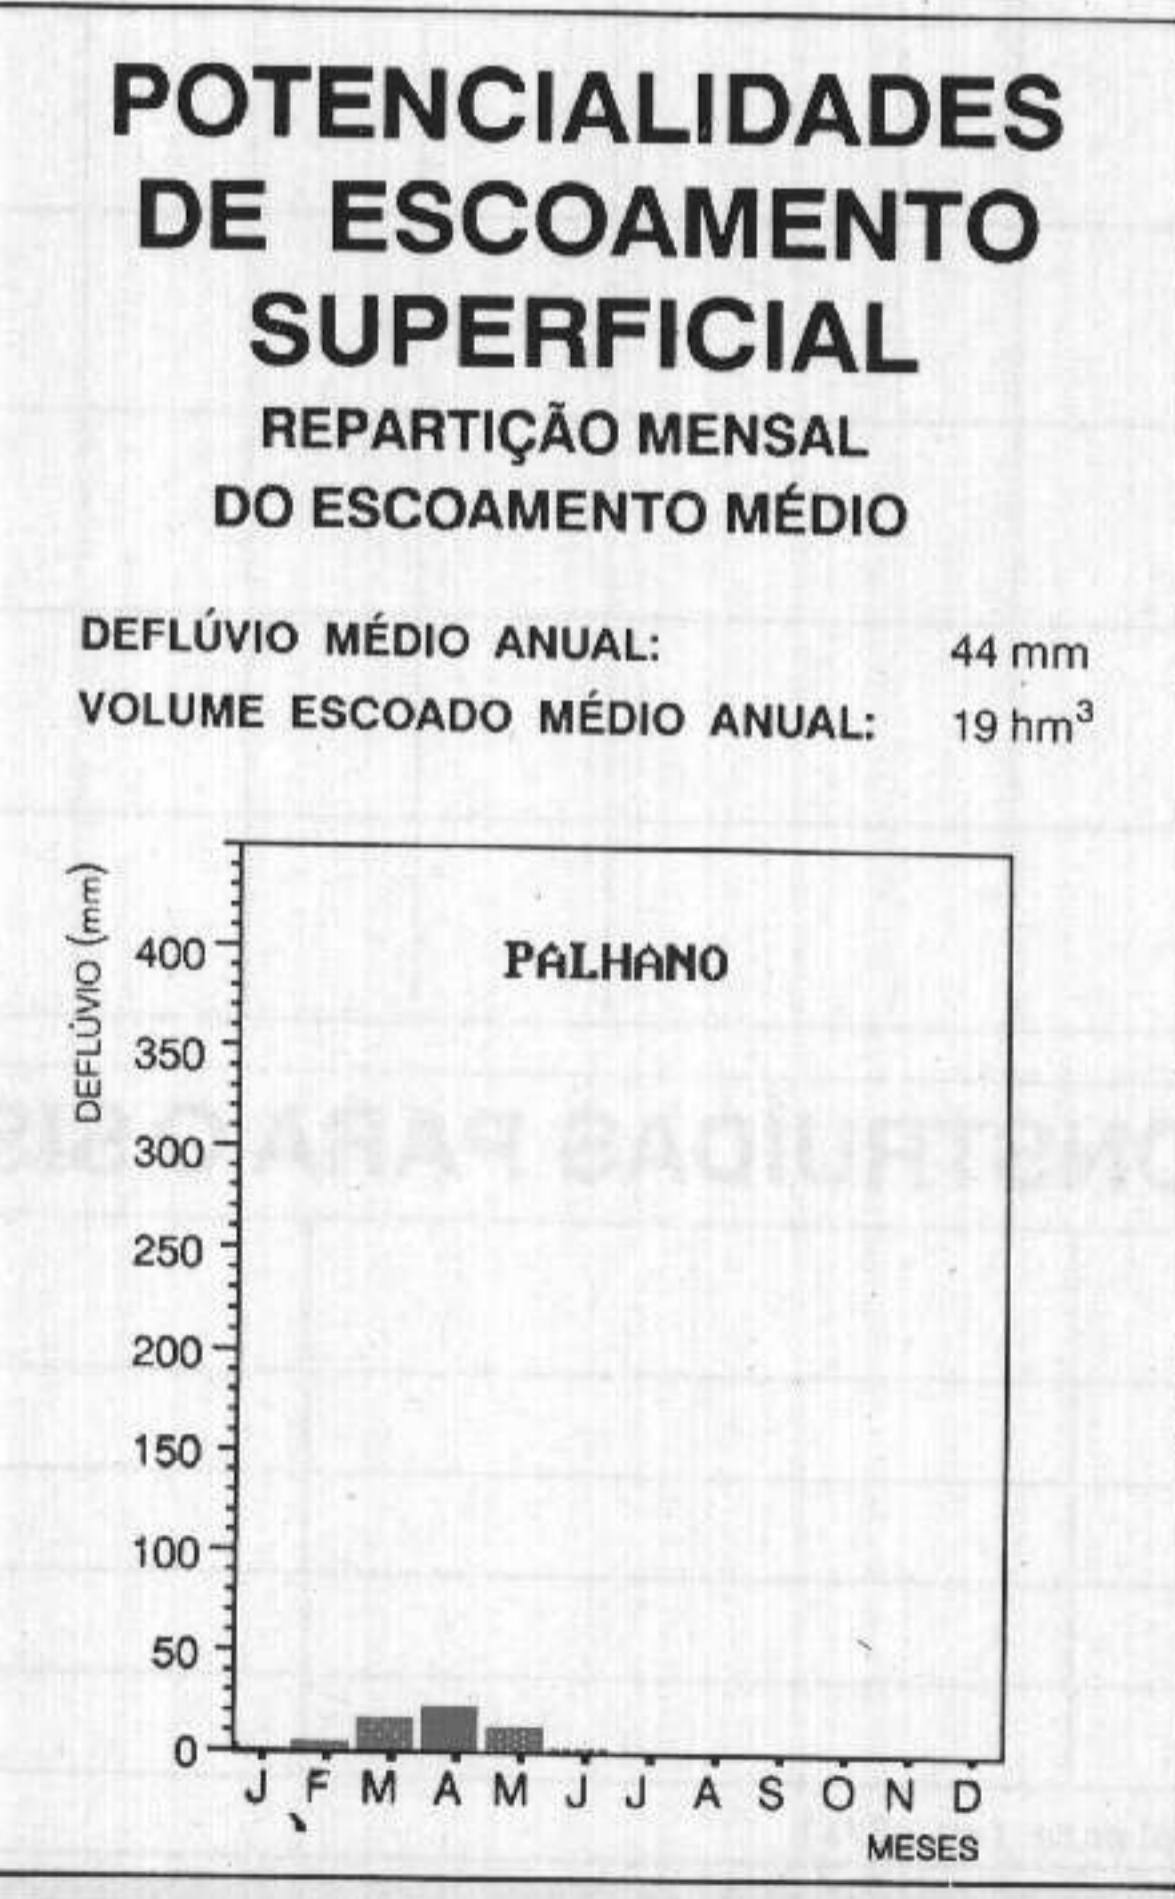 POTENCIALIDADES
DE ESCOAMENTO
SUPERFICIAL
REPARTIÇÃO MENSAL
DO ESCOAMENTO MÉDIO
DEFLÚVIO MÉDIO ANUAL: 44 mm
VOLUME ESCOADO MÉDIO ANUAL: 19 hm³
DEFLÚVIO (mm)
PALHANO
400
350
300
250
200
150
100
50
0
J F M A M J J A S O N D
MESES